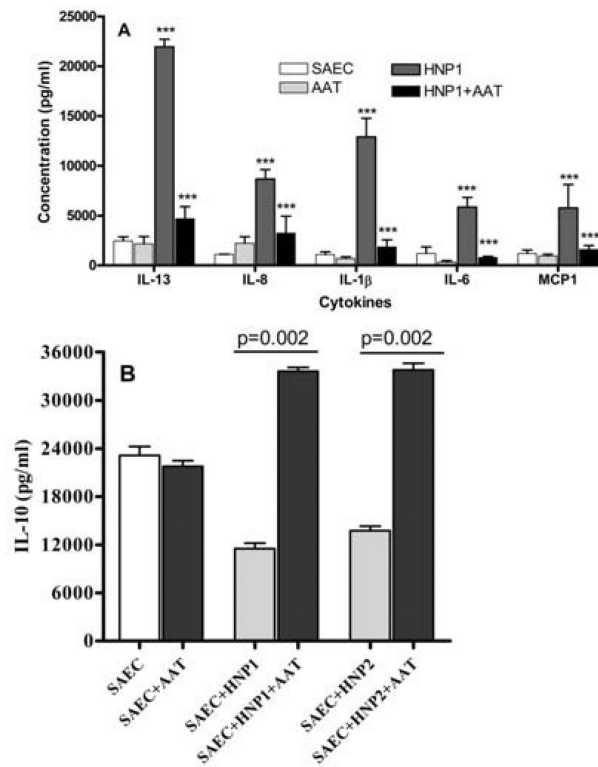 A
SAEC
AAT
HNP1
HNP1+AAT
Concentration (pg/ml)
25000
20000
15000
10000
5000
0
***
***
***
***
***
***
***
***
***
***
IL-13 IL-8 IL-1β IL-6 MCP1
Cytokines
B
p=0.002 p=0.002
IL-10 (pg/ml)
36000
30000
24000
18000
12000
6000
0
SAEC
SAEC+AAT
SAEC+HNP1
SAEC+HNP1+AAT
SAEC+HNP2
SAEC+HNP2+AAT